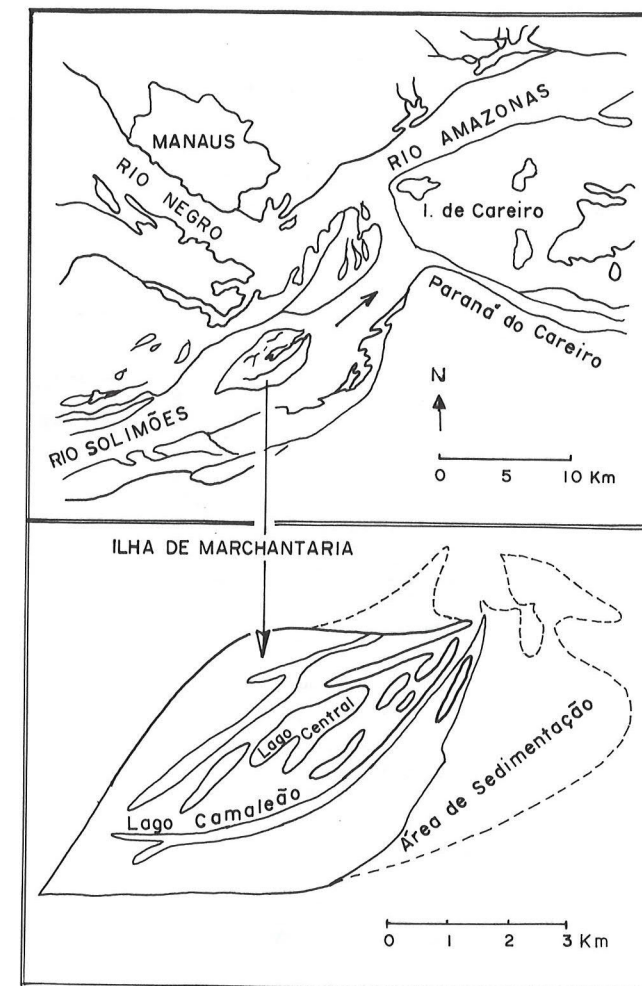 MANAUS
RIO NEGRO
RIO AMAZONAS
I. de Careiro
Paraná do Careiro
N
RIO SOLIMÕES
0 5 10 Km
ILHA DE MARCHANTARIA
Lago Central
Lago Camaleão
Área de Sedimentação
0 1 2 3 Km